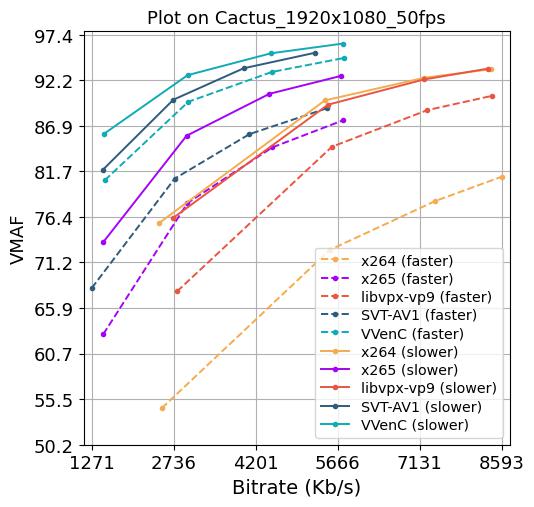 Plot on Cactus_1920x1080_50fps
97.4
92.2
86.9
81.7
76.4
71.2
65.9
60.7
55.5
50.2
VMAF
x264 (faster)
x265 (faster)
libvpx-vp9 (faster)
SVT-AV1 (faster)
VVenC (faster)
x264 (slower)
x265 (slower)
libvpx-vp9 (slower)
SVT-AV1 (slower)
VVenC (slower)
1271 2736 4201 5666 7131 8593
Bitrate (Kb/s)